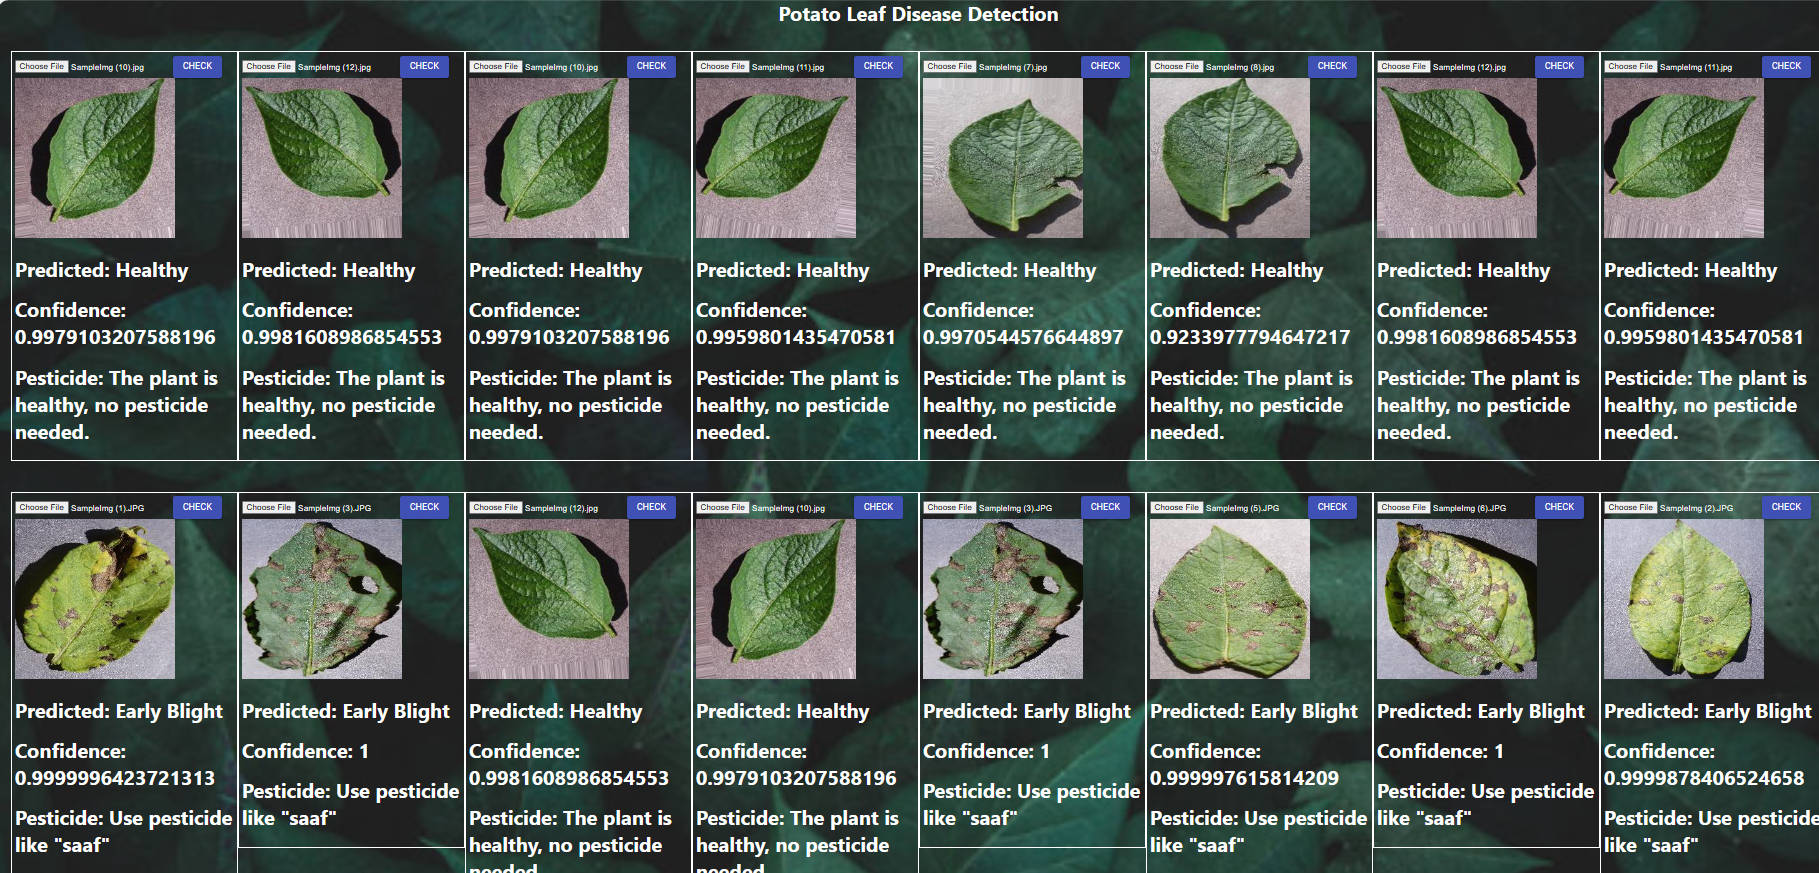 Potato Leaf Disease Detection
Choose File SampleImg (10).jpg CHECK
Predicted: Healthy
Confidence:
0.9979103207588196
Pesticide: The plant is
healthy, no pesticide
needed.
Choose File SampleImg (12).jpg CHECK
Predicted: Healthy
Confidence:
0.9981608986854553
Pesticide: The plant is
healthy, no pesticide
needed.
Choose File SampleImg (10).jpg CHECK
Predicted: Healthy
Confidence:
0.9979103207588196
Pesticide: The plant is
healthy, no pesticide
needed.
Choose File SampleImg (11).jpg CHECK
Predicted: Healthy
Confidence:
0.9959801435470581
Pesticide: The plant is
healthy, no pesticide
needed.
Choose File SampleImg (7).jpg CHECK
Predicted: Healthy
Confidence:
0.9970544576644897
Pesticide: The plant is
healthy, no pesticide
needed.
Choose File SampleImg (8).jpg CHECK
Predicted: Healthy
Confidence:
0.9233977794647217
Pesticide: The plant is
healthy, no pesticide
needed.
Choose File SampleImg (12).jpg CHECK
Predicted: Healthy
Confidence:
0.9981608986854553
Pesticide: The plant is
healthy, no pesticide
needed.
Choose File SampleImg (11).jpg CHECK
Predicted: Healthy
Confidence:
0.9959801435470581
Pesticide: The plant is
healthy, no pesticide
needed.
Choose File SampleImg (1).JPG CHECK
Predicted: Early Blight
Confidence:
0.9999996423721313
Pesticide: Use pesticide
like "saaf"
Choose File SampleImg (3).JPG CHECK
Predicted: Early Blight
Confidence: 1
Pesticide: Use pesticide
like "saaf"
Choose File SampleImg (12).jpg CHECK
Predicted: Healthy
Confidence:
0.9981608986854553
Pesticide: The plant is
healthy, no pesticide
needed
Choose File SampleImg (10).jpg CHECK
Predicted: Healthy
Confidence:
0.9979103207588196
Pesticide: The plant is
healthy, no pesticide
needed
Choose File SampleImg (3).JPG CHECK
Predicted: Early Blight
Confidence: 1
Pesticide: Use pesticide
like "saaf"
Choose File SampleImg (5).JPG CHECK
Predicted: Early Blight
Confidence:
0.999997615814209
Pesticide: Use pesticide
like "saaf"
Choose File SampleImg (6).JPG CHECK
Predicted: Early Blight
Confidence: 1
Pesticide: Use pesticide
like "saaf"
Choose File SampleImg (2).JPG CHECK
Predicted: Early Blight
Confidence:
0.9999878406524658
Pesticide: Use pesticide
like "saaf"